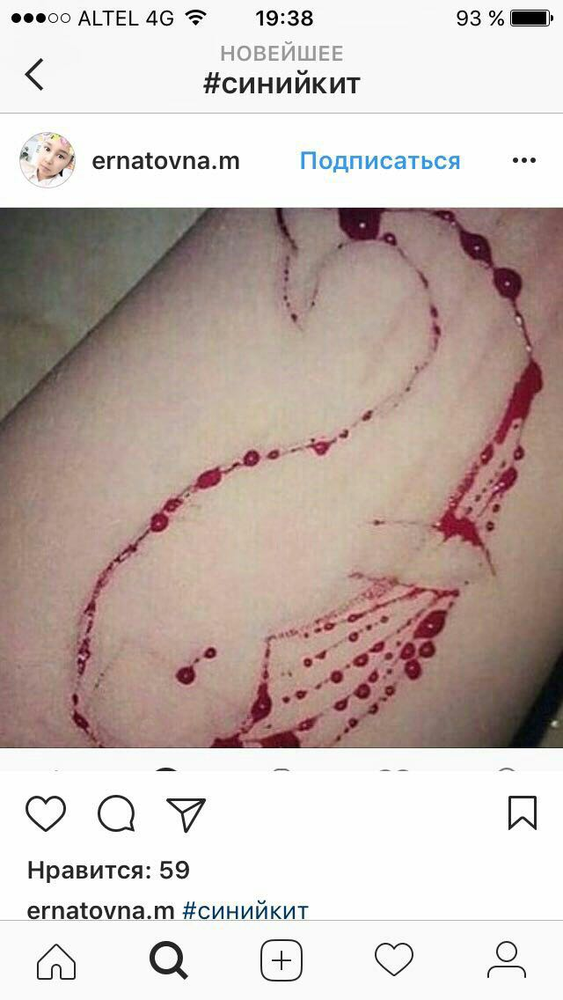 ALTEL 4G 19:38 93 %
НОВЕЙШЕЕ
#синийкит
ernatovna.m Подписаться
Нравится: 59
ernatovna.m #синийкит